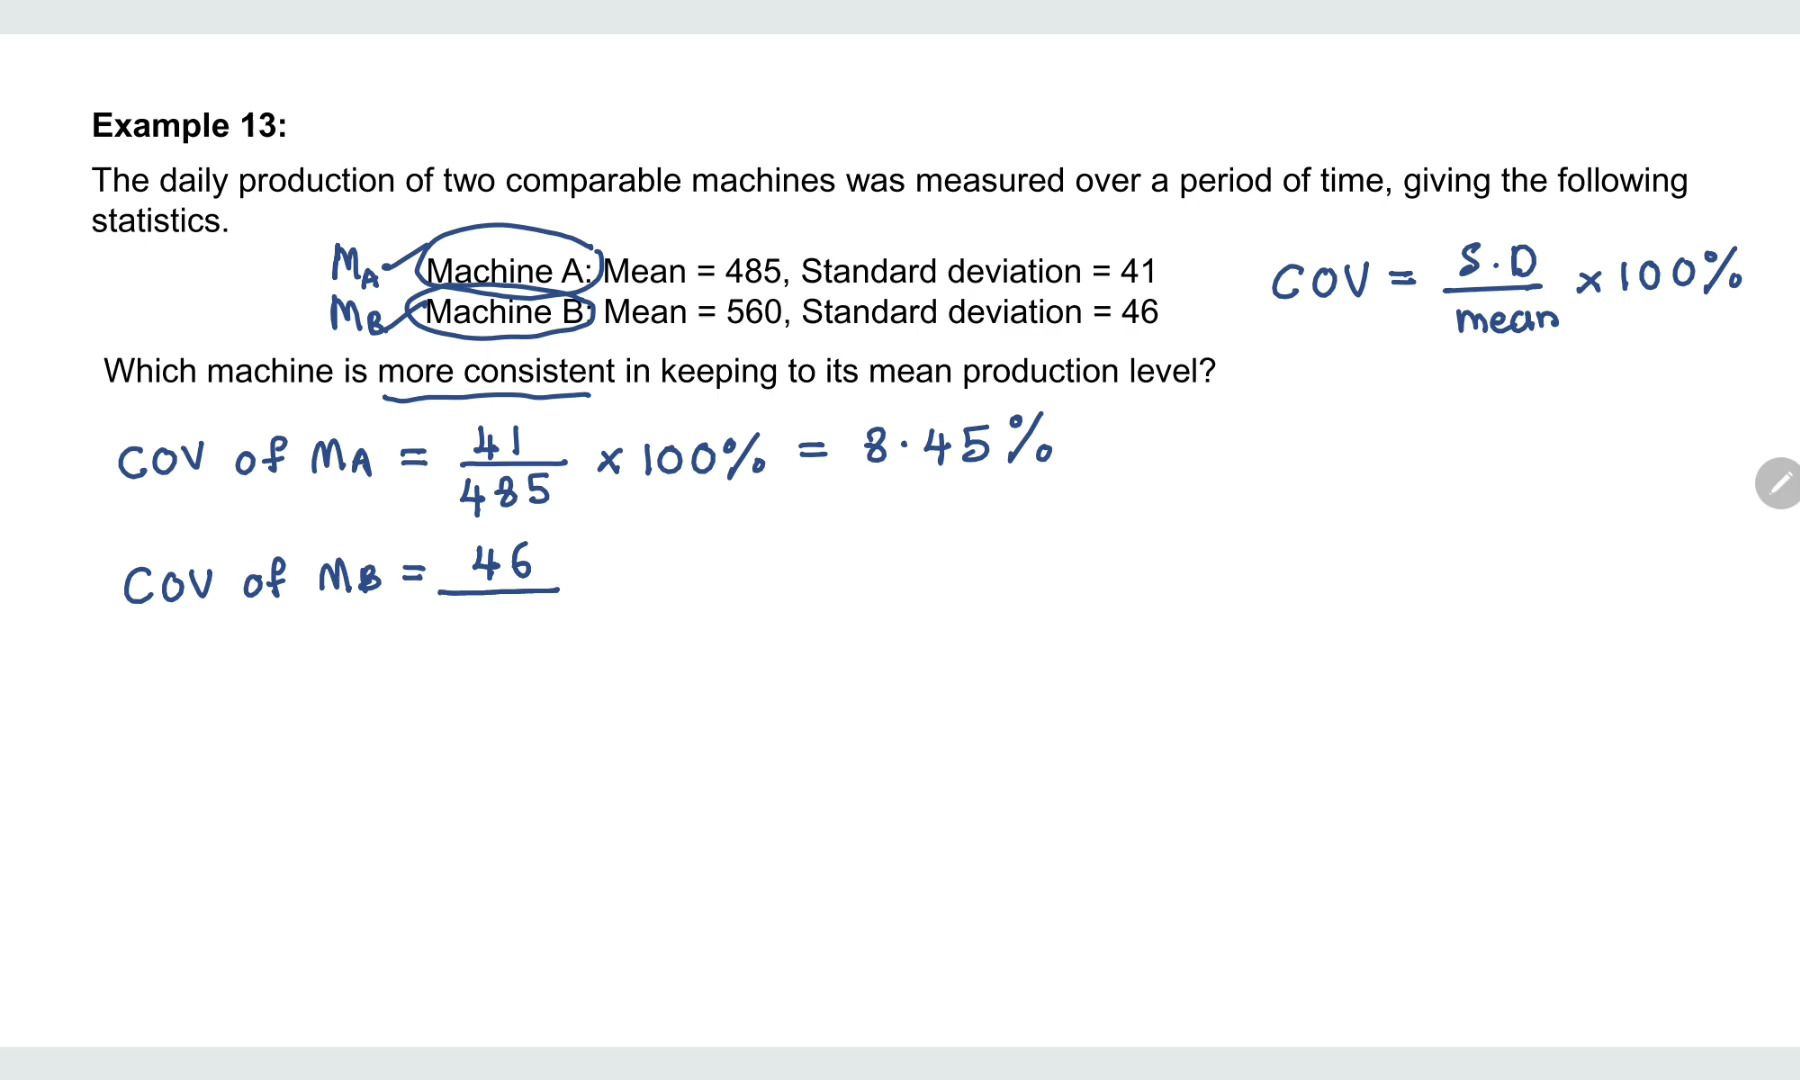 Example 13:
The daily production of two comparable machines was measured over a period of time, giving the following
statistics.
MA Machine A: Mean = 485, Standard deviation = 41
MB Machine B: Mean = 560, Standard deviation = 46
COV = S.D / mean × 100%
Which machine is more consistent in keeping to its mean production level?
COV of MA = 41 / 485 × 100% = 8.45%
COV of MB = 46